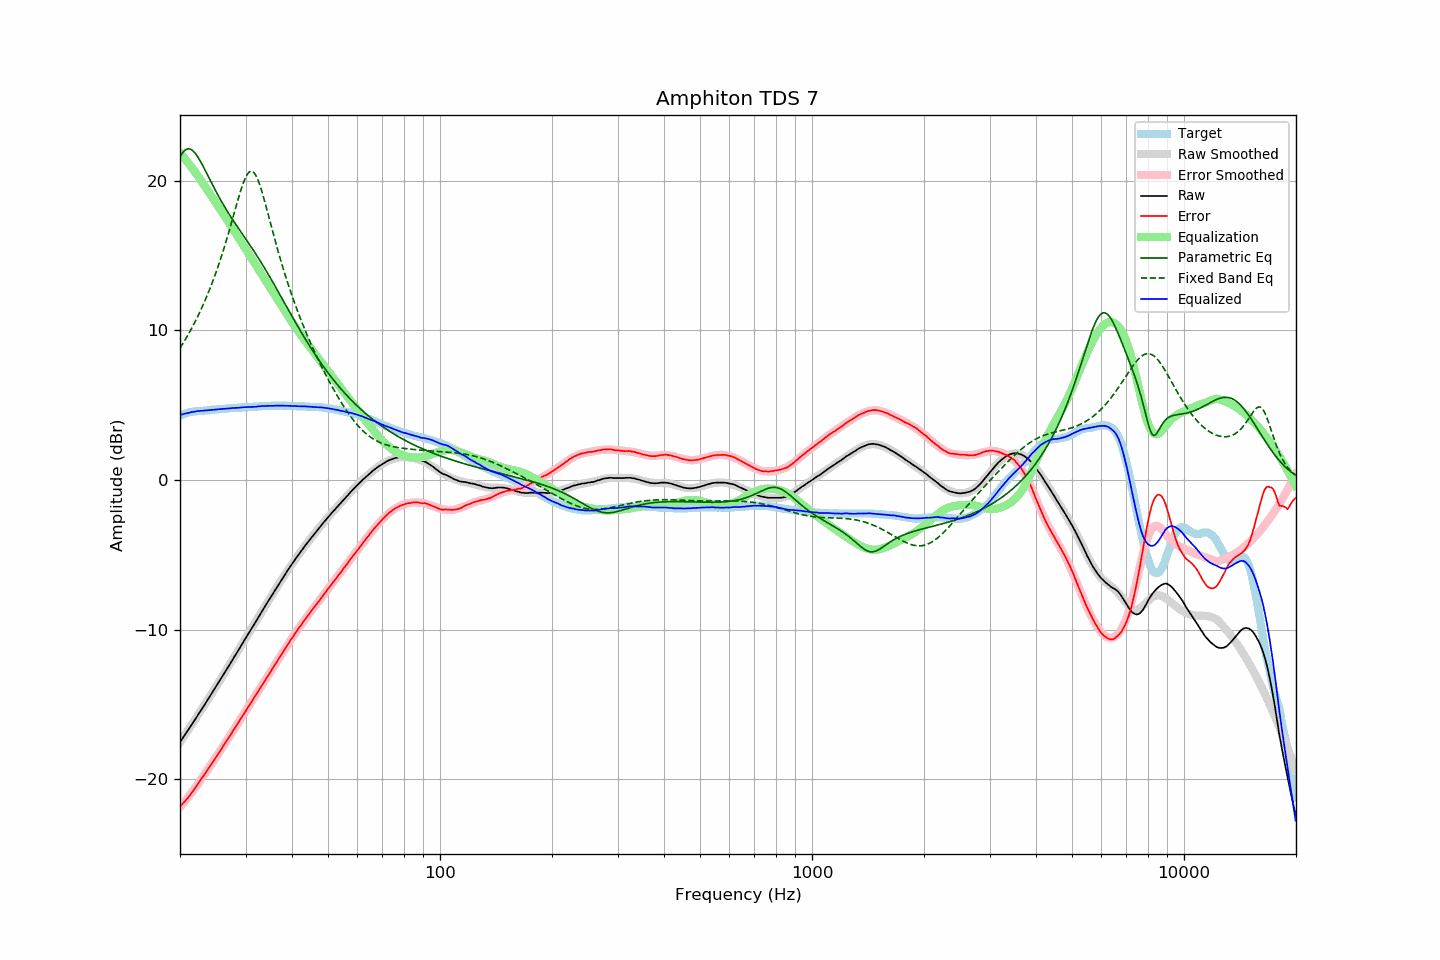 Amphiton TDS 7
Target
Raw Smoothed
Error Smoothed
Raw
Error
Equalization
Parametric Eq
Fixed Band Eq
Equalized
20
10
0
−10
−20
Amplitude (dBr)
100
1000
10000
Frequency (Hz)